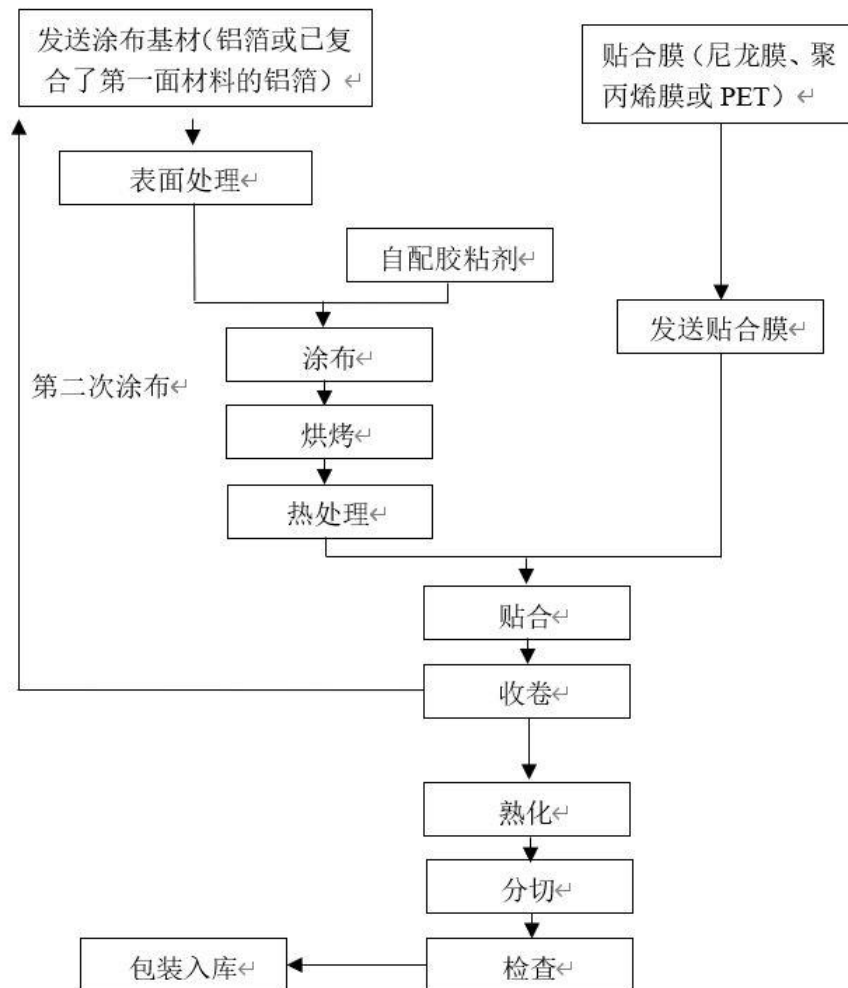 发送涂布基材(铝箔或已复
合了第一面材料的铝箔）↵
贴合膜（尼龙膜、聚
丙烯膜或 PET）↵
表面处理↵
自配胶粘剂↵
发送贴合膜↵
涂布↵
第二次涂布↵
烘烤↵
热处理↵
贴合↵
收卷↵
熟化↵
分切↵
包装入库↵
检查↵